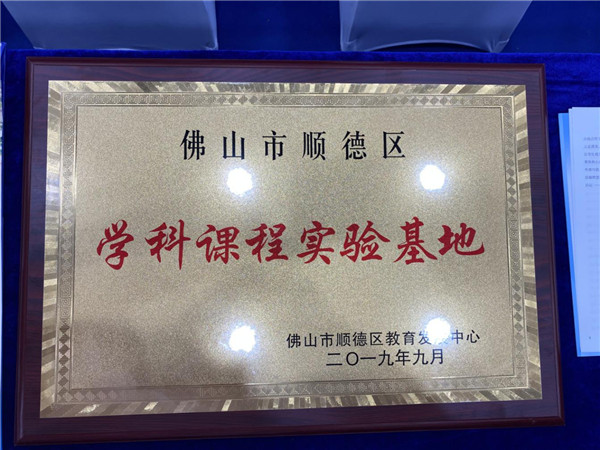 佛山市顺德区
学科课程实验基地
佛山市顺德区教育发展中心
二〇一九年九月